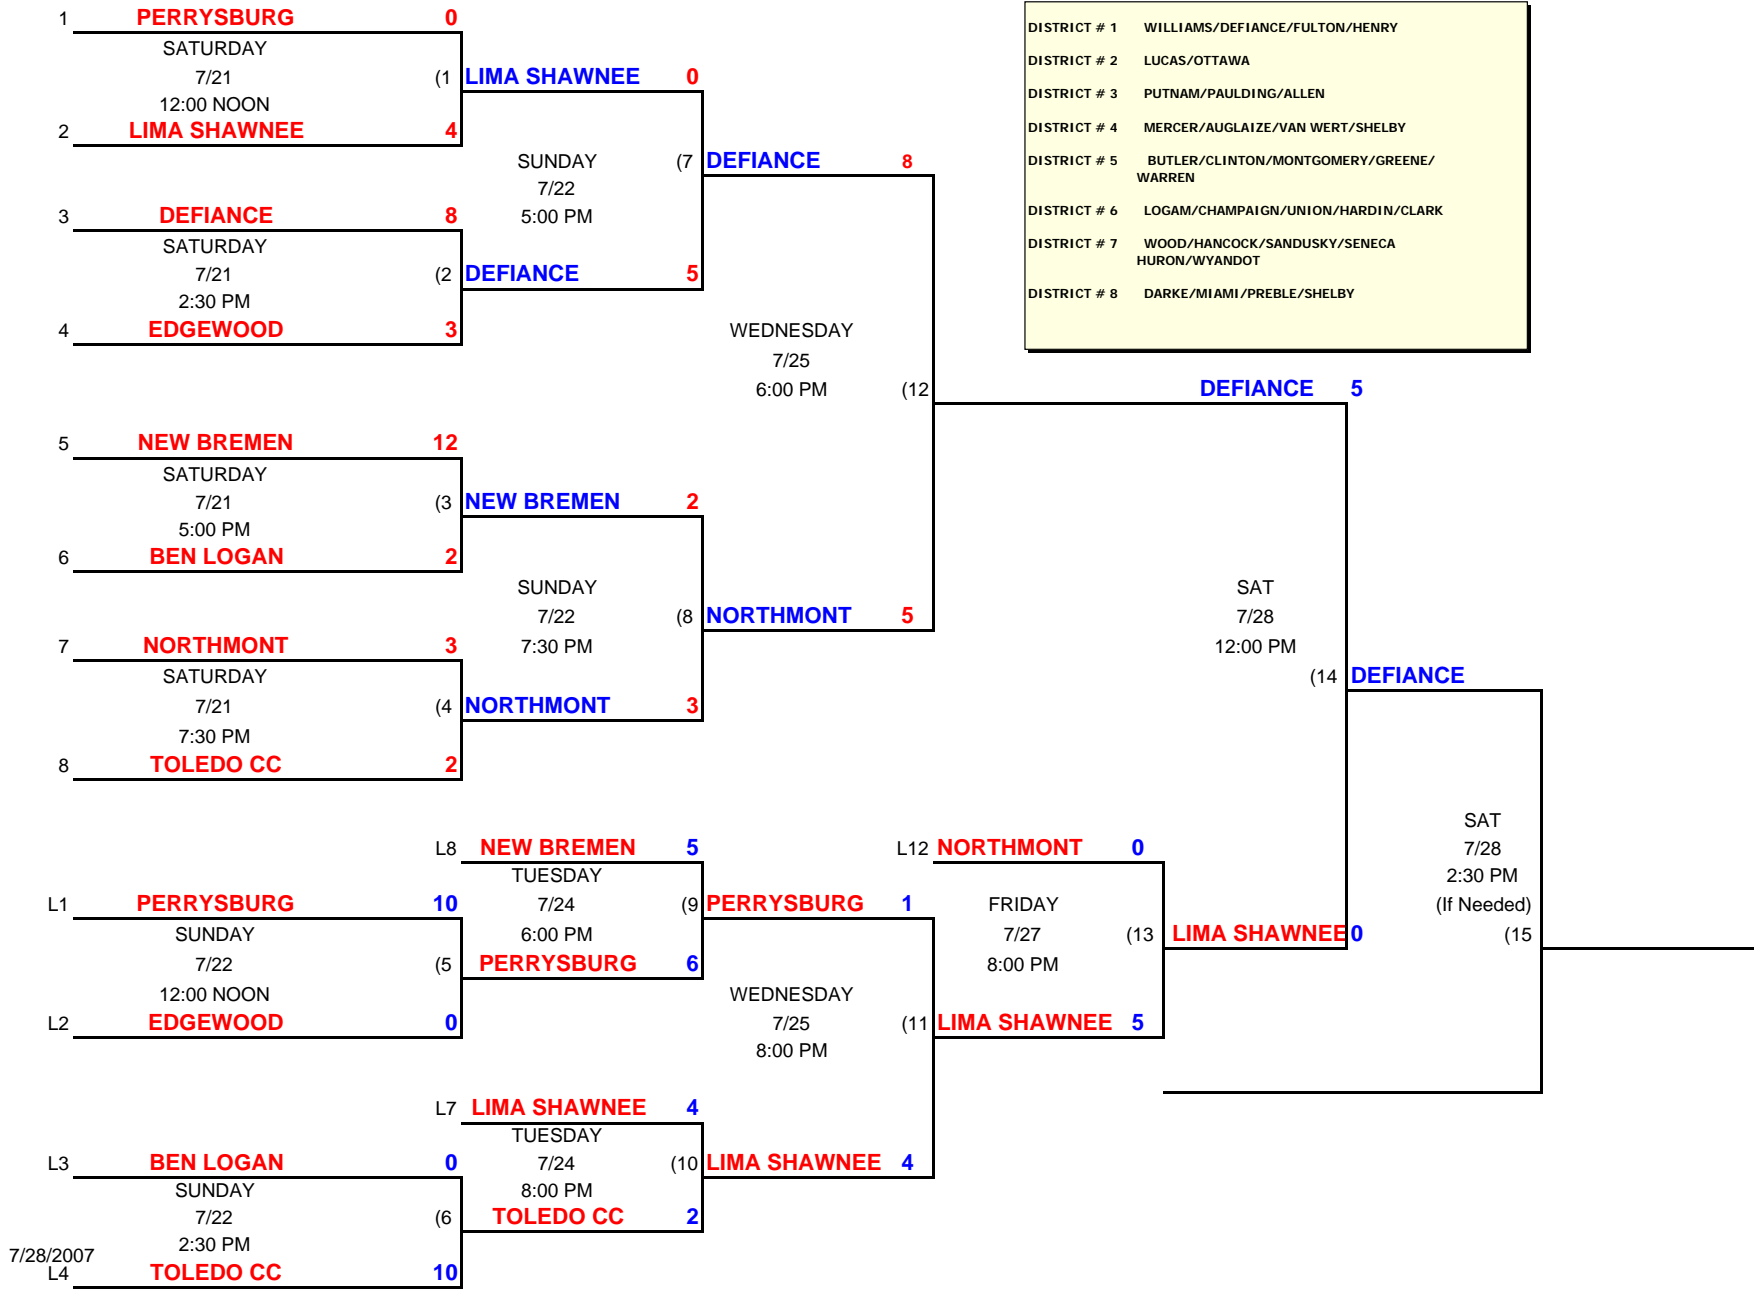 1 PERRYSBURG 0
SATURDAY
7/21 (1
12:00 NOON
2 LIMA SHAWNEE 4
LIMA SHAWNEE 0
SUNDAY (7
7/22
5:00 PM
3 DEFIANCE 8
SATURDAY
7/21 (2
2:30 PM
4 EDGEWOOD 3
DEFIANCE 5
DEFIANCE 8
WEDNESDAY
7/25
6:00 PM (12
5 NEW BREMEN 12
SATURDAY
7/21 (3
5:00 PM
6 BEN LOGAN 2
NEW BREMEN 2
SUNDAY
7/22 (8
7:30 PM
7 NORTHMONT 3
SATURDAY
7/21 (4
7:30 PM
8 TOLEDO CC 2
NORTHMONT 3
NORTHMONT 5
DISTRICT # 1 WILLIAMS/DEFIANCE/FULTON/HENRY
DISTRICT # 2 LUCAS/OTTAWA
DISTRICT # 3 PUTNAM/PAULDING/ALLEN
DISTRICT # 4 MERCER/AUGLAIZE/VAN WERT/SHELBY
DISTRICT # 5 BUTLER/CLINTON/MONTGOMERY/GREENE/
WARREN
DISTRICT # 6 LOGAM/CHAMPAIGN/UNION/HARDIN/CLARK
DISTRICT # 7 WOOD/HANCOCK/SANDUSKY/SENECA
HURON/WYANDOT
DISTRICT # 8 DARKE/MIAMI/PREBLE/SHELBY
DEFIANCE 5
SAT
7/28
12:00 PM
(14 DEFIANCE
SAT
7/28
2:30 PM
(If Needed)
(15
L8 NEW BREMEN 5
TUESDAY
7/24 (9
6:00 PM
PERRYSBURG 6
L1 PERRYSBURG 10
SUNDAY
7/22 (5
12:00 NOON
L2 EDGEWOOD 0
PERRYSBURG 1
WEDNESDAY
7/25 (11
8:00 PM
L12 NORTHMONT 0
FRIDAY
7/27 (13
8:00 PM
LIMA SHAWNEE 5
LIMA SHAWNEE 0
L7 LIMA SHAWNEE 4
TUESDAY
7/24 (10
8:00 PM
TOLEDO CC 2
LIMA SHAWNEE 4
L3 BEN LOGAN 0
SUNDAY
7/22 (6
2:30 PM
7/28/2007
L4 TOLEDO CC 10